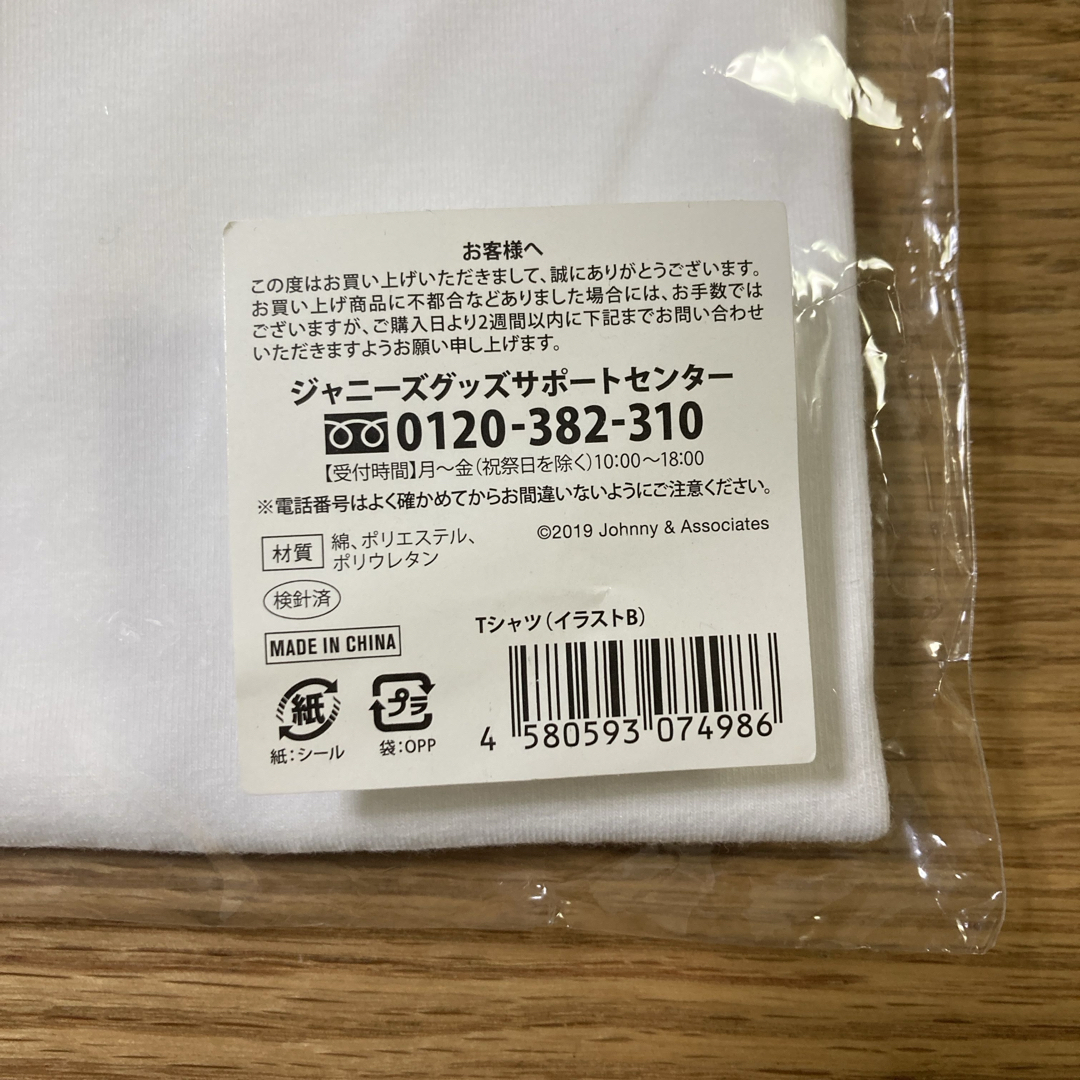 お客様へ
この度はお買い上げいただきまして、誠にありがとうございます。
お買い上げ商品に不都合などありました場合には、お手数では
ございますが、ご購入日より2週間以内に下記までお問い合わせ
いただきますようお願い申し上げます。
ジャニーズグッズサポートセンター
0120-382-310
【受付時間】月〜金(祝祭日を除く)10:00〜18:00
※電話番号はよく確かめてからお間違いないようにご注意ください。
©2019 Johnny & Associates
材質 綿、ポリエステル、
ポリウレタン
検針済
MADE IN CHINA
Tシャツ(イラストB)
紙
プラ
紙:シール
袋:OPP
4 580593 074986